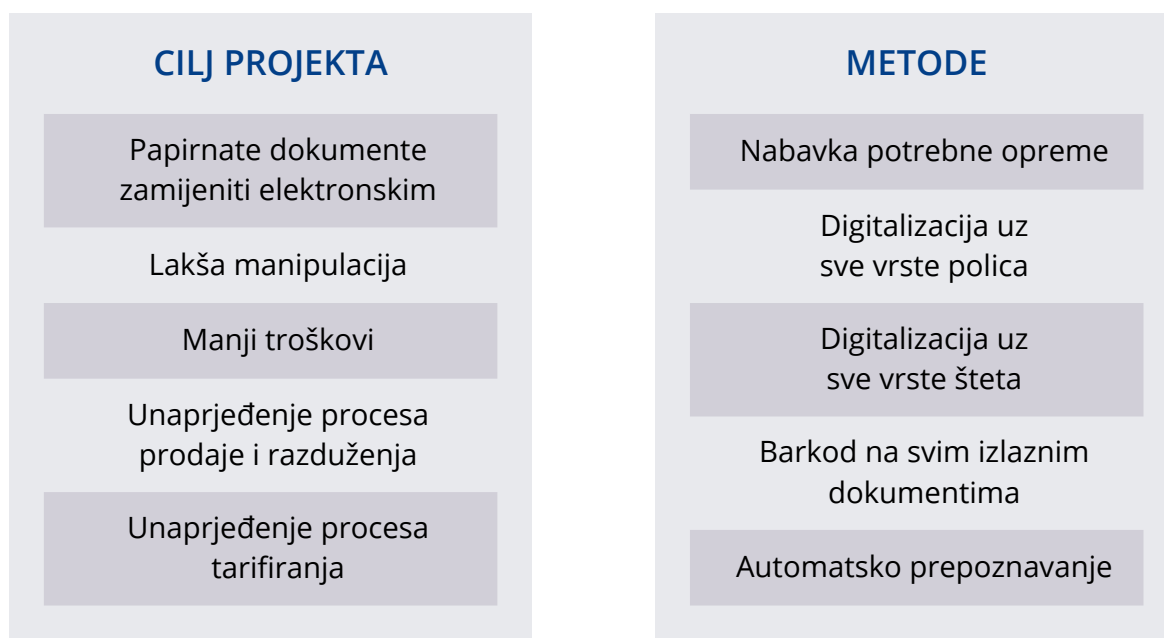 CILJ PROJEKTA
Papirnate dokumente
zamijeniti elektronskim
Lakša manipulacija
Manji troškovi
Unaprjeđenje procesa
prodaje i razduženja
Unaprjeđenje procesa
tarifiranja
METODE
Nabavka potrebne opreme
Digitalizacija uz
sve vrste polica
Digitalizacija uz
sve vrste šteta
Barkod na svim izlaznim
dokumentima
Automatsko prepoznavanje